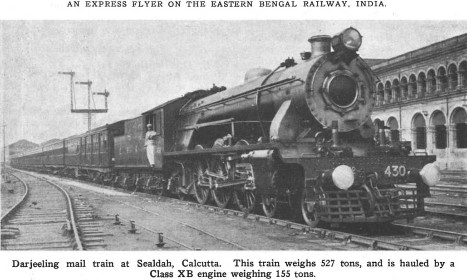 AN EXPRESS FLYER ON THE EASTERN BENGAL RAILWAY, INDIA.
430
Darjeeling mail train at Sealdah, Calcutta. This train weighs 527 tons, and is hauled by a
Class XB engine weighing 155 tons.